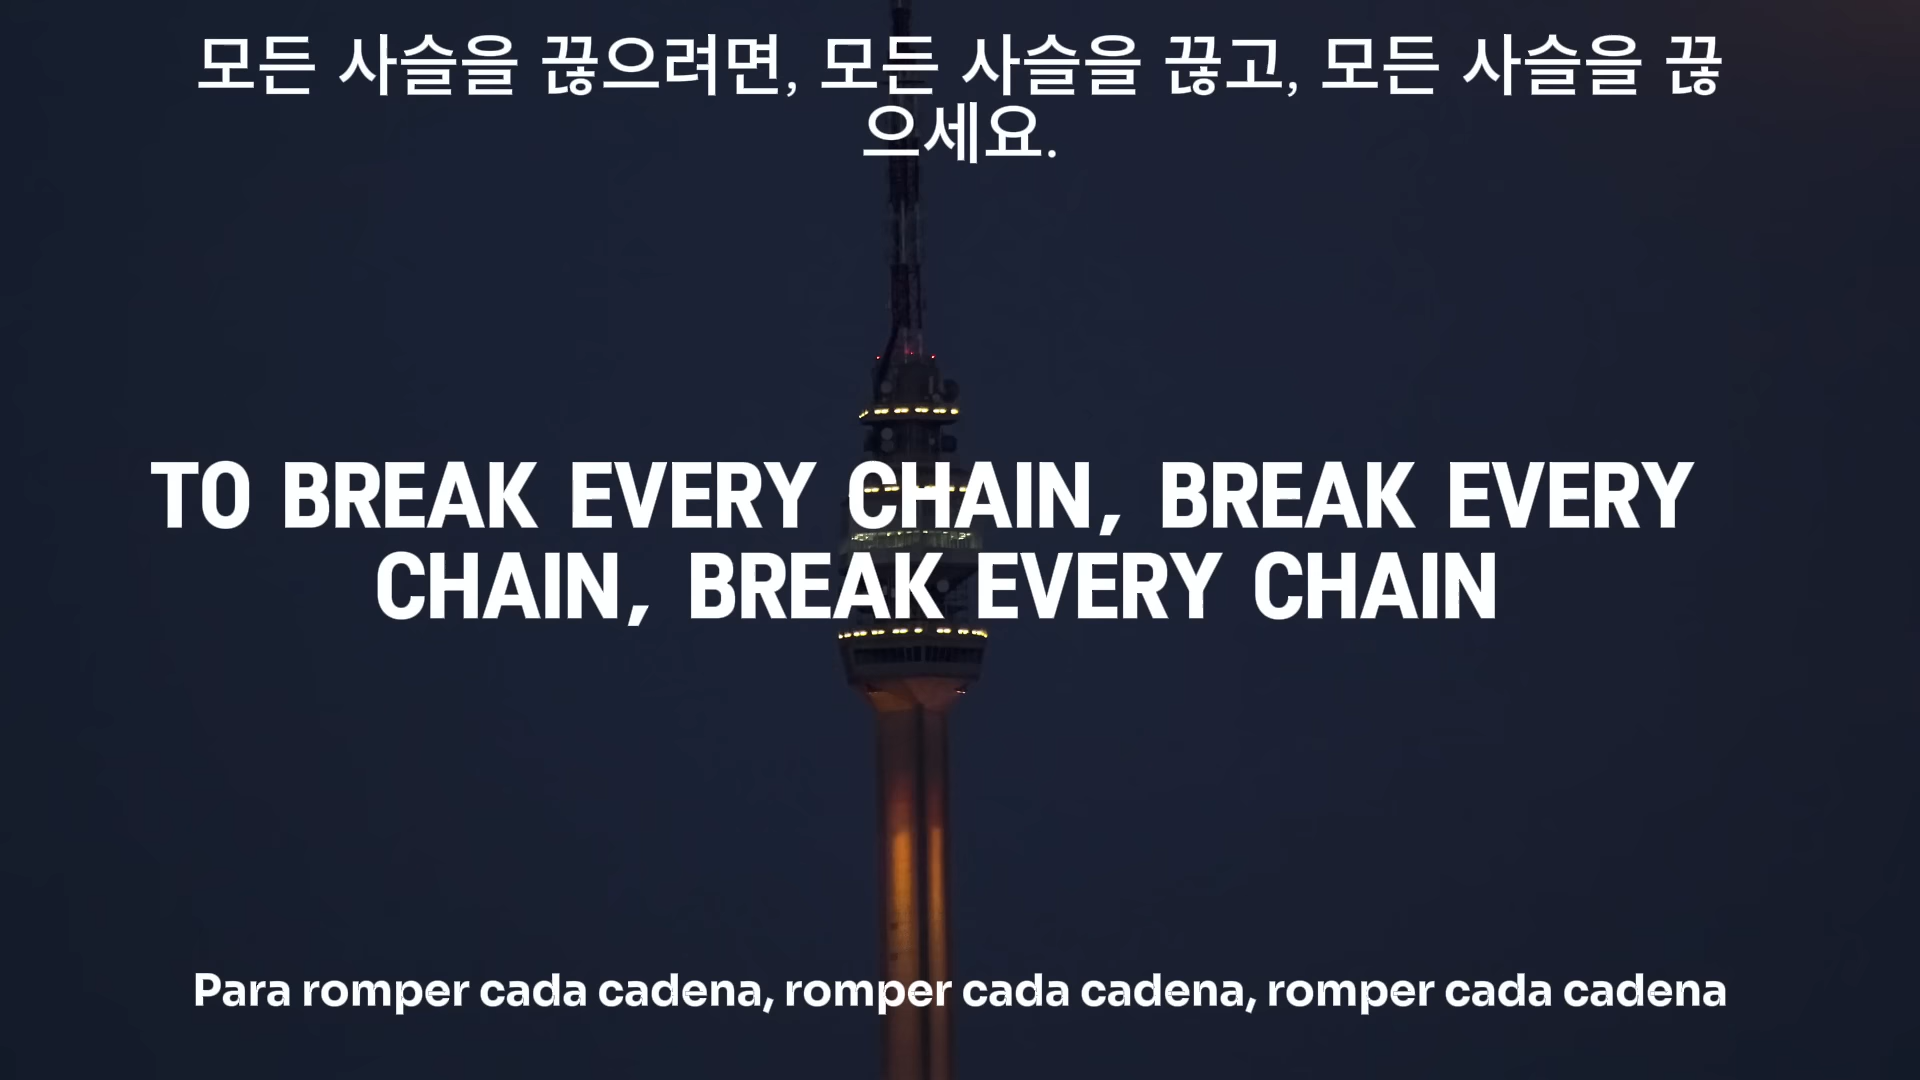 모든 사슬을 끊으려면, 모든 사슬을 끊고, 모든 사슬을 끊
으세요.
TO BREAK EVERY CHAIN, BREAK EVERY
CHAIN, BREAK EVERY CHAIN
Para romper cada cadena, romper cada cadena, romper cada cadena